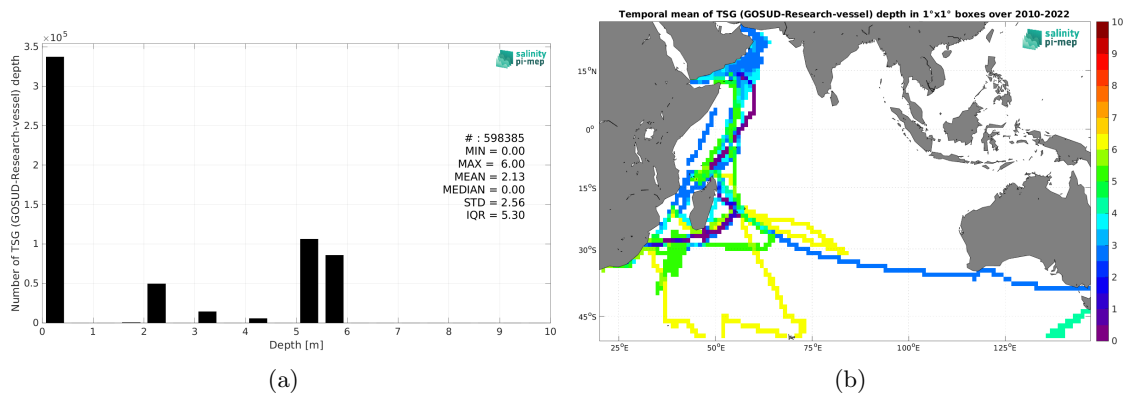 ×10⁵
3.5
3
2.5
2
1.5
1
0.5
0
Number of TSG (GOSUD-Research-vessel) depth
salinity
pi-mep
# : 598385
MIN = 0.00
MAX = 6.00
MEAN = 2.13
MEDIAN = 0.00
STD = 2.56
IQR = 5.30
0 1 2 3 4 5 6 7 8 9 10
Depth [m]
(a)
Temporal mean of TSG (GOSUD-Research-vessel) depth in 1°x1° boxes over 2010-2022
salinity
pi-mep
15°N
0°
15°S
30°S
45°S
25°E 50°E 75°E 100°E 125°E
10
9
8
7
6
5
4
3
2
1
0
(b)